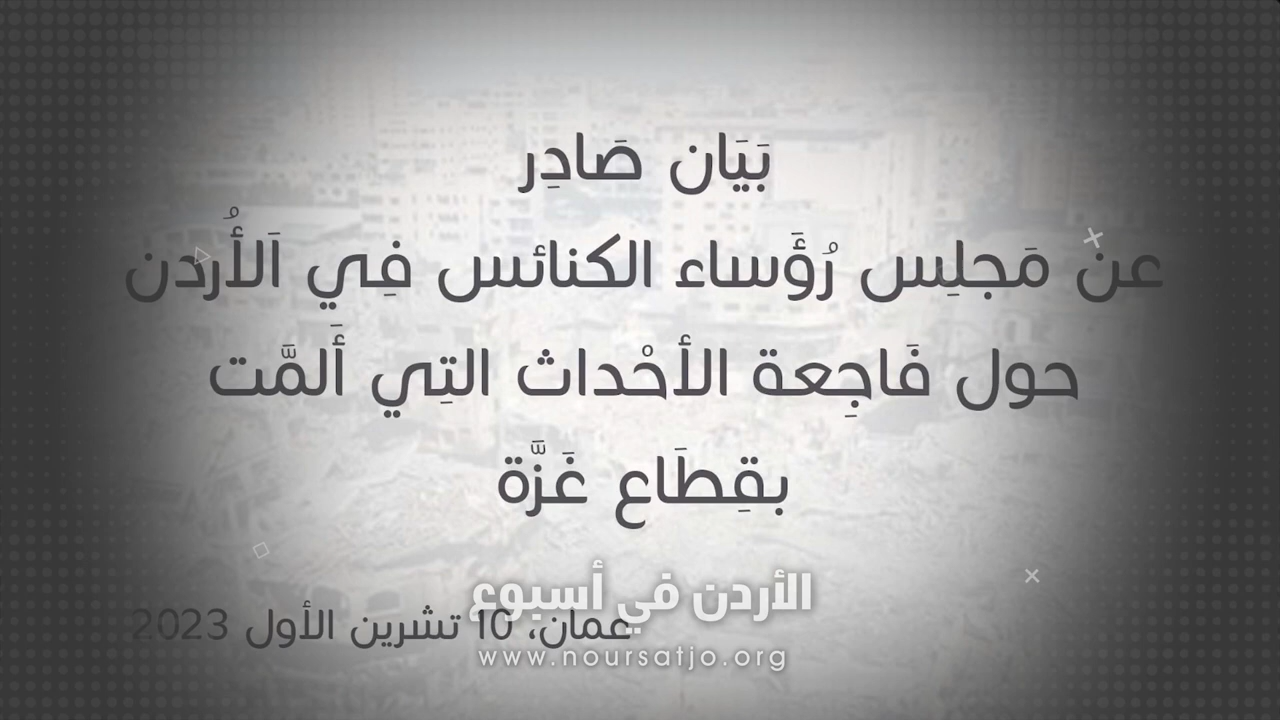 بَيَان صَادِر
عن مَجلِس رُؤَساء الكنائس فِي اَلأُردن
حول فَاجِعة الأحْداث التِي أَلمَّت
بقِطَاع غَزَّة
الأردن في أسبوع
عمان، 10 تشرين الأول 2023
www.noursatjo.org